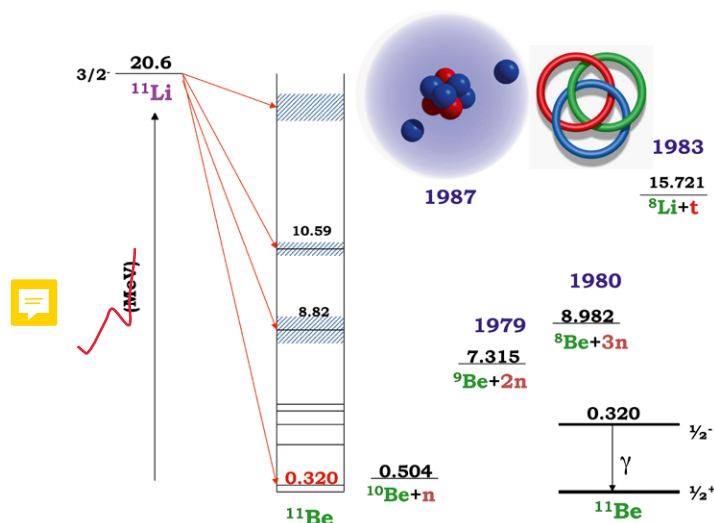 20.6
3/2⁻
¹¹Li
(MeV)
10.59
8.82
0.320
¹¹Be
0.504
¹⁰Be+n
1987
1983
15.721
⁸Li+t
1980
8.982
⁸Be+3n
1979
7.315
⁹Be+2n
0.320
½⁻
γ
½⁺
¹¹Be